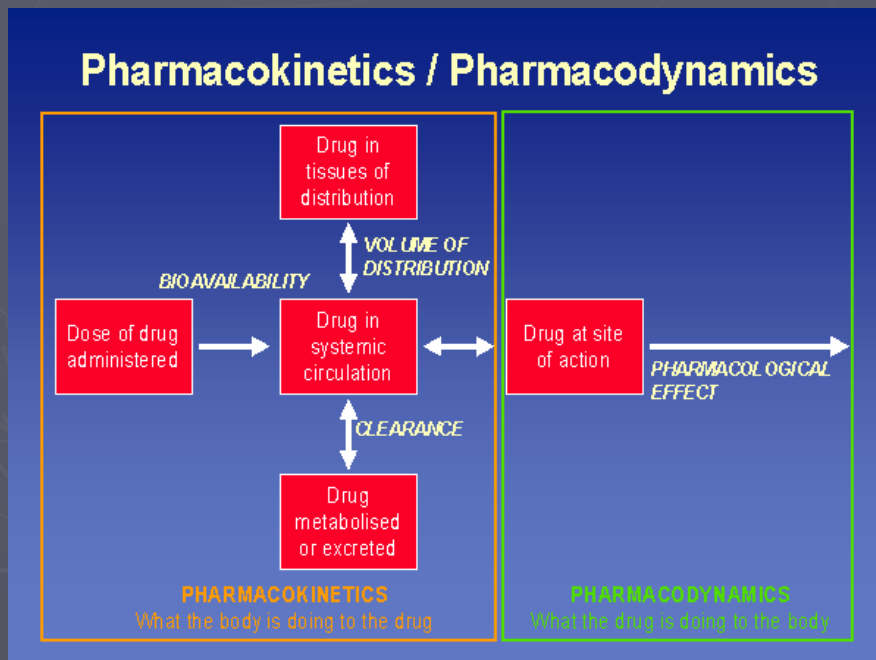 Pharmacokinetics / Pharmacodynamics
Drug in
tissues of
distribution
VOLUME OF
DISTRIBUTION
BIOAVAILABILITY
Dose of drug
administered
Drug in
systemic
circulation
Drug at site
of action
PHARMACOLOGICAL
EFFECT
CLEARANCE
Drug
metabolised
or excreted
PHARMACOKINETICS
What the body is doing to the drug
PHARMACODYNAMICS
What the drug is doing to the body